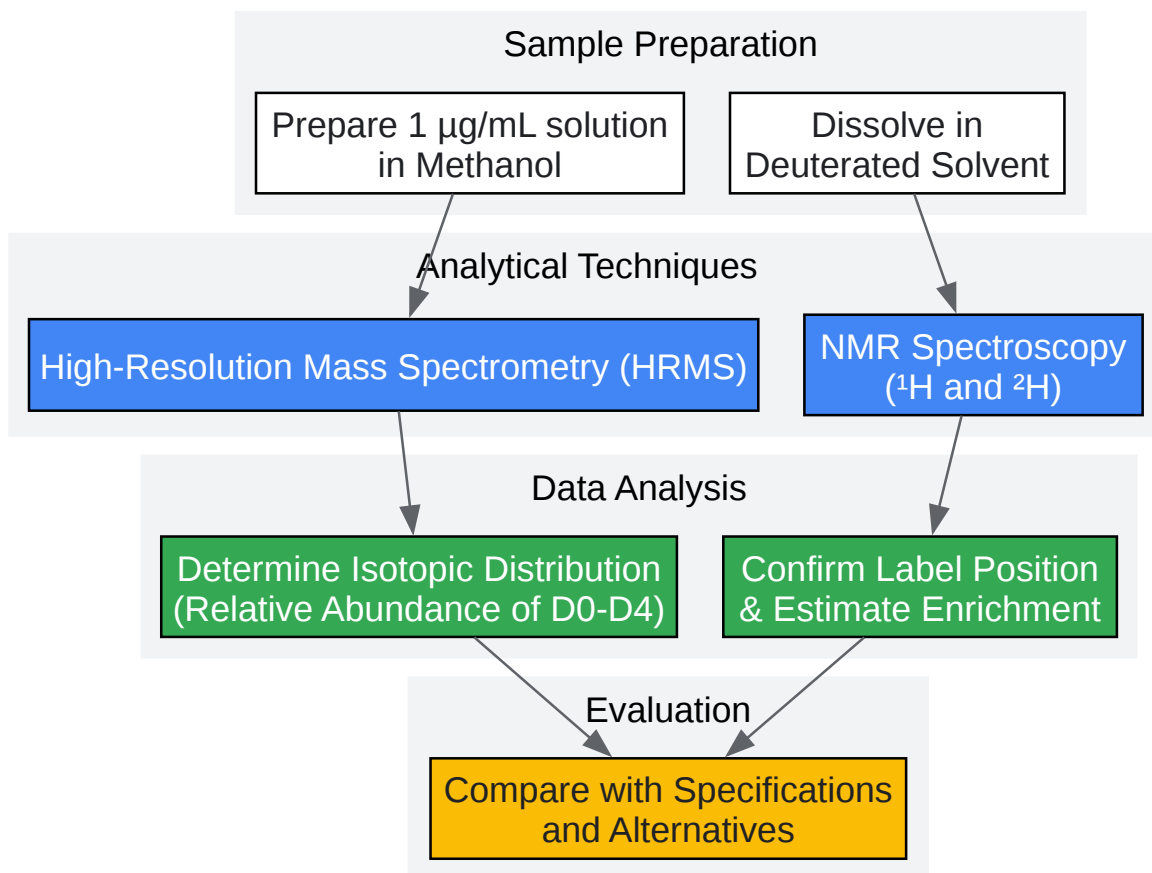 Sample Preparation
Prepare 1 µg/mL solution
in Methanol
Dissolve in
Deuterated Solvent
Analytical Techniques
High-Resolution Mass Spectrometry (HRMS)
NMR Spectroscopy
(¹H and ²H)
Data Analysis
Determine Isotopic Distribution
(Relative Abundance of D0-D4)
Confirm Label Position
& Estimate Enrichment
Evaluation
Compare with Specifications
and Alternatives